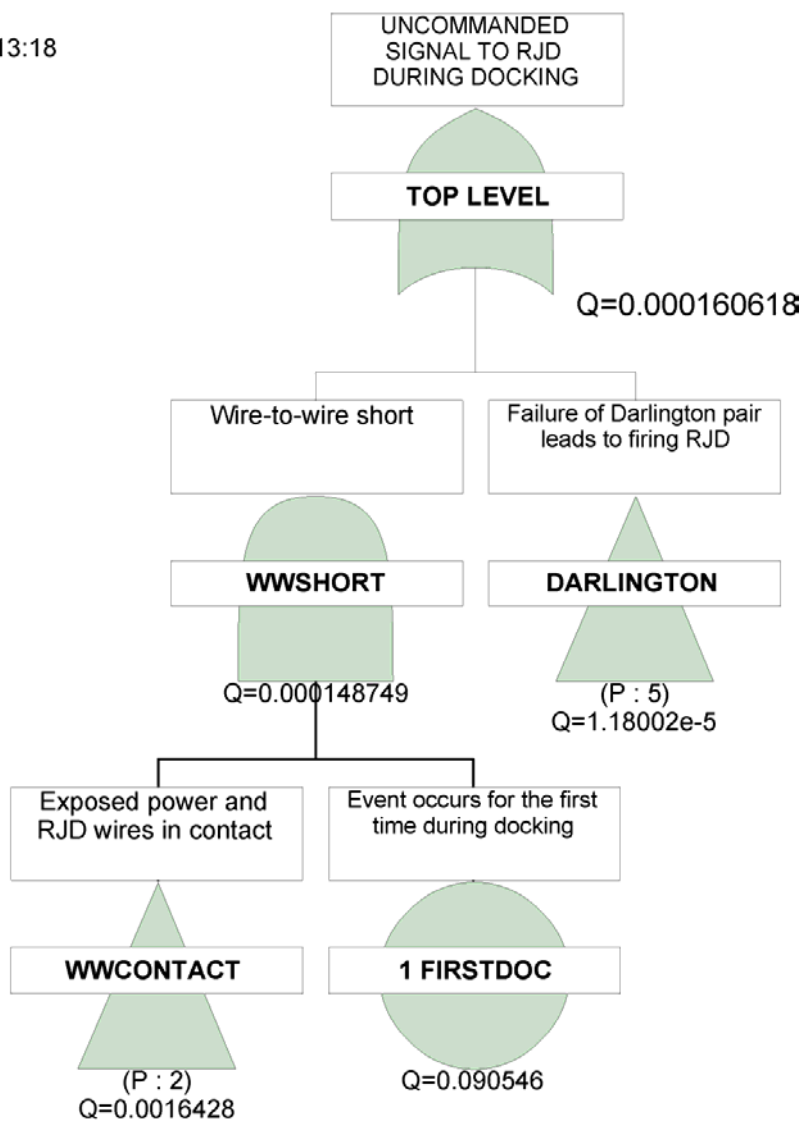 13:18
UNCOMMANDED
SIGNAL TO RJD
DURING DOCKING
TOP LEVEL
Q=0.000160618
Wire-to-wire short
Failure of Darlington pair
leads to firing RJD
WWSHORT
DARLINGTON
Q=0.000148749
(P : 5)
Q=1.18002e-5
Exposed power and
RJD wires in contact
Event occurs for the first
time during docking
WWCONTACT
1 FIRSTDOC
(P : 2)
Q=0.0016428
Q=0.090546